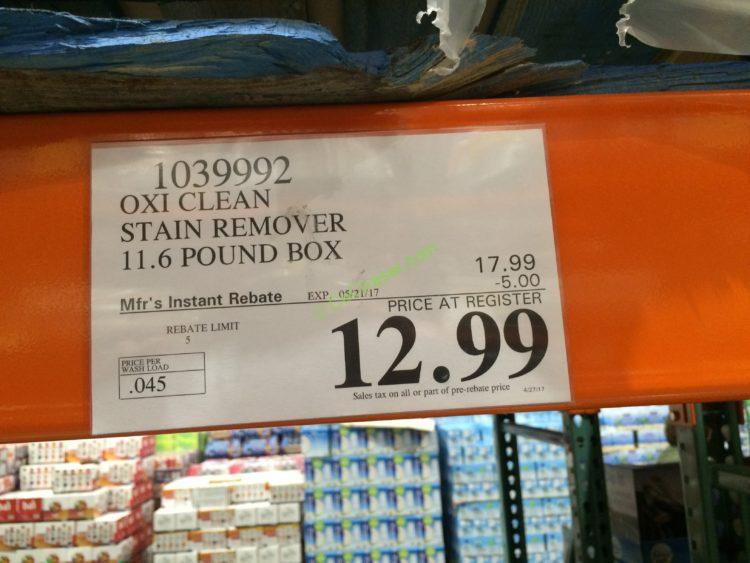 1039992
OXI CLEAN
STAIN REMOVER
11.6 POUND BOX
17.99
-5.00
Mfr's Instant Rebate EXP. 05/21/17
PRICE AT REGISTER
REBATE LIMIT
5
12.99
PRICE PER
WASH LOAD
.045
Sales tax on all or part of pre-rebate price 4/27/17